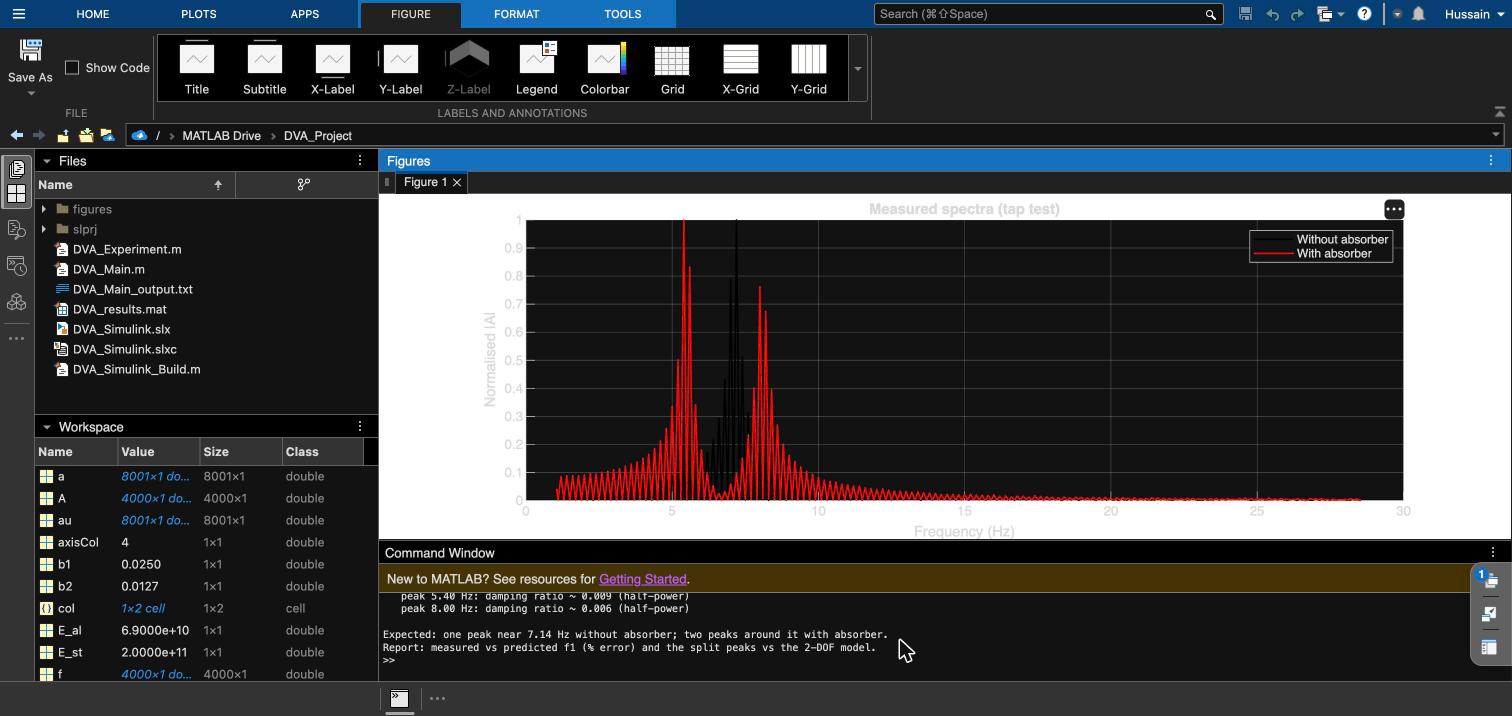 HOME PLOTS APPS FIGURE FORMAT TOOLS Search (⌘⇧Space) Hussain
Save As
Show Code
Title Subtitle X-Label Y-Label Z-Label Legend Colorbar Grid X-Grid Y-Grid
FILE LABELS AND ANNOTATIONS
/ > MATLAB Drive > DVA_Project
Files
Name
figures
slprj
DVA_Experiment.m
DVA_Main.m
DVA_Main_output.txt
DVA_results.mat
DVA_Simulink.slx
DVA_Simulink.slxc
DVA_Simulink_Build.m
Workspace
Name Value Size Class
a 8001×1 do... 8001×1 double
A 4000×1 do... 4000×1 double
au 8001×1 do... 8001×1 double
axisCol 4 1×1 double
b1 0.0250 1×1 double
b2 0.0127 1×1 double
col 1×2 cell 1×2 cell
E_al 6.9000e+10 1×1 double
E_st 2.0000e+11 1×1 double
f 4000×1 do... 4000×1 double
Figures
Figure 1
Measured spectra (tap test)
Without absorber
With absorber
Normalised |A|
1
0.9
0.8
0.7
0.6
0.5
0.4
0.3
0.2
0.1
0
0 5 10 15 20 25 30
Frequency (Hz)
Command Window
New to MATLAB? See resources for Getting Started.
peak 5.40 Hz: damping ratio ~ 0.009 (half-power)
peak 8.00 Hz: damping ratio ~ 0.006 (half-power)
Expected: one peak near 7.14 Hz without absorber; two peaks around it with absorber.
Report: measured vs predicted f1 (% error) and the split peaks vs the 2-DOF model.
>>
1